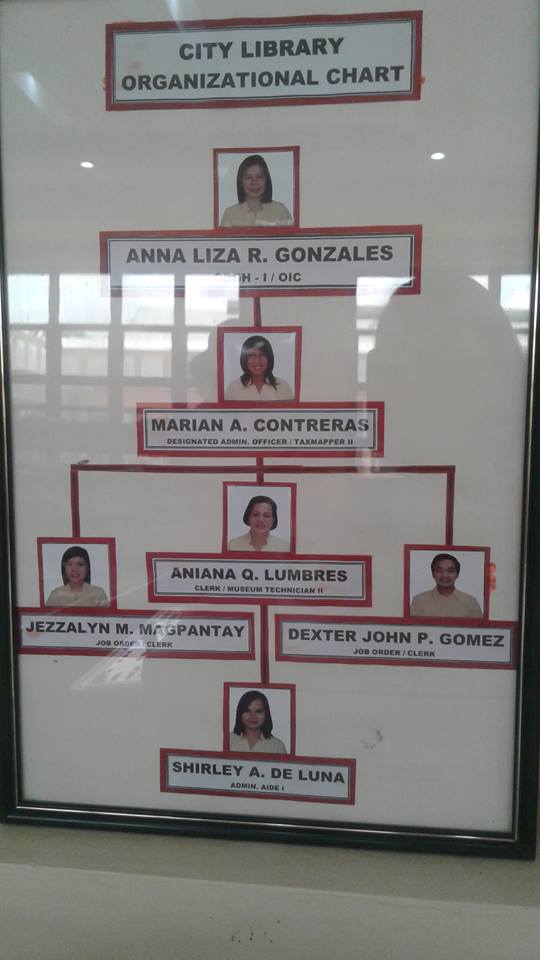 CITY LIBRARY
ORGANIZATIONAL CHART
ANNA LIZA R. GONZALES
- I / OIC
MARIAN A. CONTRERAS
DESIGNATED ADMIN. OFFICER / TAXMAPPER II
ANIANA Q. LUMBRES
CLERK / MUSEUM TECHNICIAN II
JEZZALYN M. MAGPANTAY
JOB ORDER / CLERK
DEXTER JOHN P. GOMEZ
JOB ORDER / CLERK
SHIRLEY A. DE LUNA
ADMIN. AIDE I